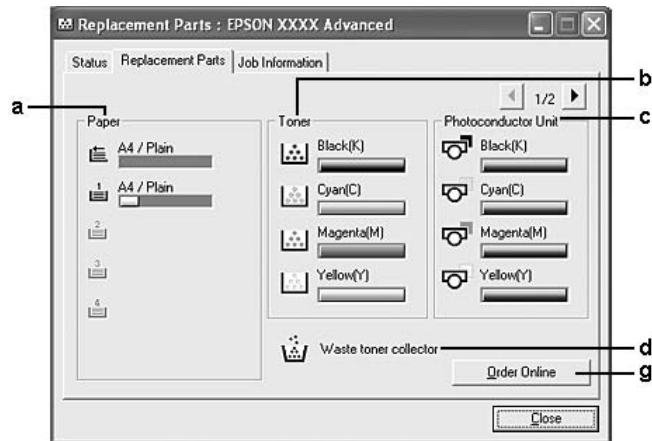 Replacement Parts : EPSON XXXX Advanced
Status Replacement Parts Job Information
1/2
a
b
c
Paper
Toner
Photoconductor Unit
A4 / Plain
Black(K)
Black(K)
1
A4 / Plain
Cyan(C)
Cyan(C)
2
Magenta(M)
Magenta(M)
3
Yellow(Y)
Yellow(Y)
4
Waste toner collector
d
Order Online
g
Close